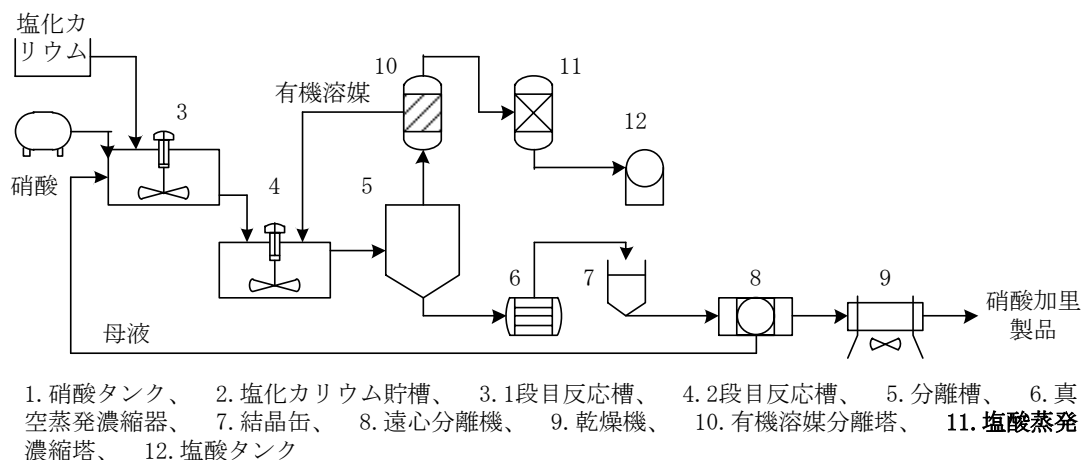 塩化カ
リウム
3
10
11
有機溶媒
12
硝酸
4
5
6
7
8
9
硝酸加里
製品
母液
1.硝酸タンク、 2.塩化カリウム貯槽、 3.1段目反応槽、 4.2段目反応槽、 5.分離槽、 6.真
空蒸発濃縮器、 7.結晶缶、 8.遠心分離機、 9.乾燥機、 10.有機溶媒分離塔、 11.塩酸蒸発
濃縮塔、 12.塩酸タンク